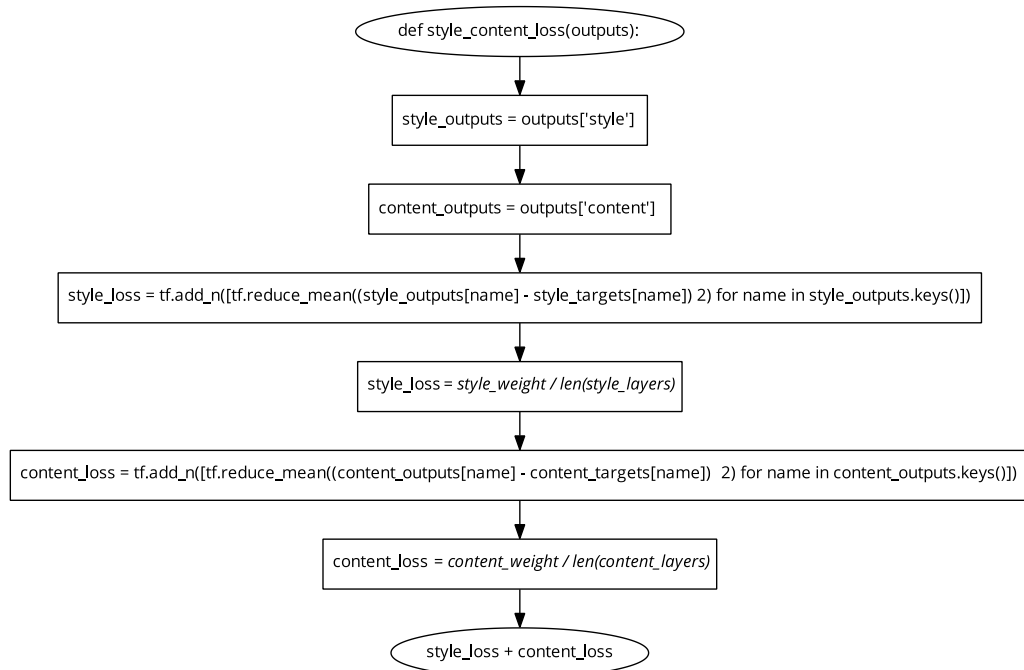 def style_content_loss(outputs):
style_outputs = outputs['style']
content_outputs = outputs['content']
style_loss = tf.add_n([tf.reduce_mean((style_outputs[name] - style_targets[name]) 2) for name in style_outputs.keys()])
style_loss = style_weight / len(style_layers)
content_loss = tf.add_n([tf.reduce_mean((content_outputs[name] - content_targets[name])  2) for name in content_outputs.keys()])
content_loss = content_weight / len(content_layers)
style_loss + content_loss